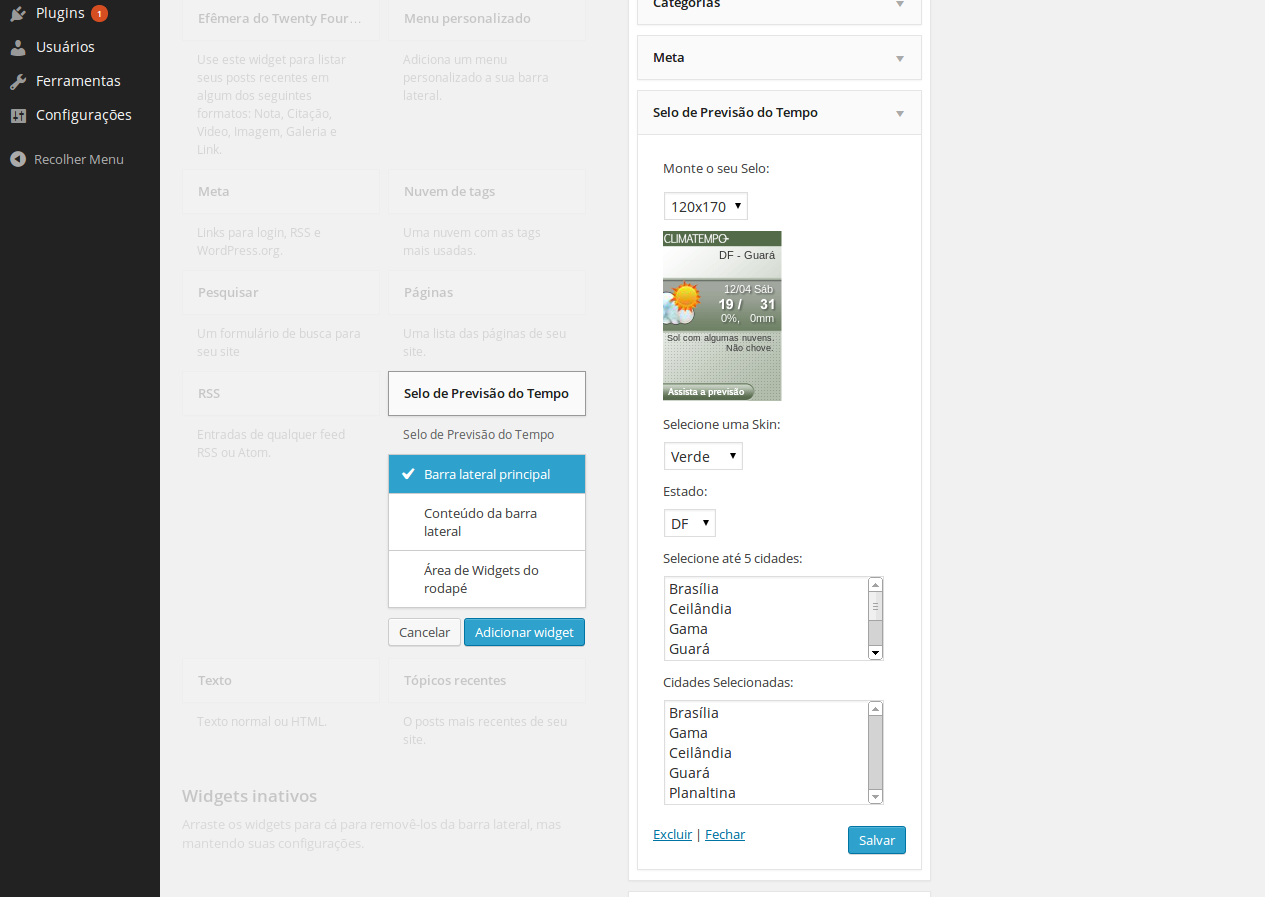 Plugins 1
Usuários
Ferramentas
Configurações
Recolher Menu
Efêmera do Twenty Four...
Use este widget para listar
seus posts recentes em
algum dos seguintes
formatos: Nota, Citação,
Video, Imagem, Galeria e
Link.
Menu personalizado
Adiciona um menu
personalizado a sua barra
lateral.
Meta
Links para login, RSS e
WordPress.org.
Nuvem de tags
Uma nuvem com as tags
mais usadas.
Pesquisar
Um formulário de busca para
seu site
Páginas
Uma lista das páginas de seu
site.
RSS
Entradas de qualquer feed
RSS ou Atom.
Selo de Previsão do Tempo
Selo de Previsão do Tempo
Barra lateral principal
Conteúdo da barra
lateral
Área de Widgets do
rodapé
Cancelar
Adicionar widget
Texto
Texto normal ou HTML.
Tópicos recentes
O posts mais recentes de seu
site.
Widgets inativos
Arraste os widgets para cá para removê-los da barra lateral, mas
mantendo suas configurações.
Categorias
Meta
Selo de Previsão do Tempo
Monte o seu Selo:
120x170
CLIMATEMPO
DF - Guará
12/04 Sáb
19 / 31
0%, 0mm
Sol com algumas nuvens.
Não chove.
Assista a previsão
Selecione uma Skin:
Verde
Estado:
DF
Selecione até 5 cidades:
Brasília
Ceilândia
Gama
Guará
Cidades Selecionadas:
Brasília
Gama
Ceilândia
Guará
Planaltina
Excluir | Fechar
Salvar